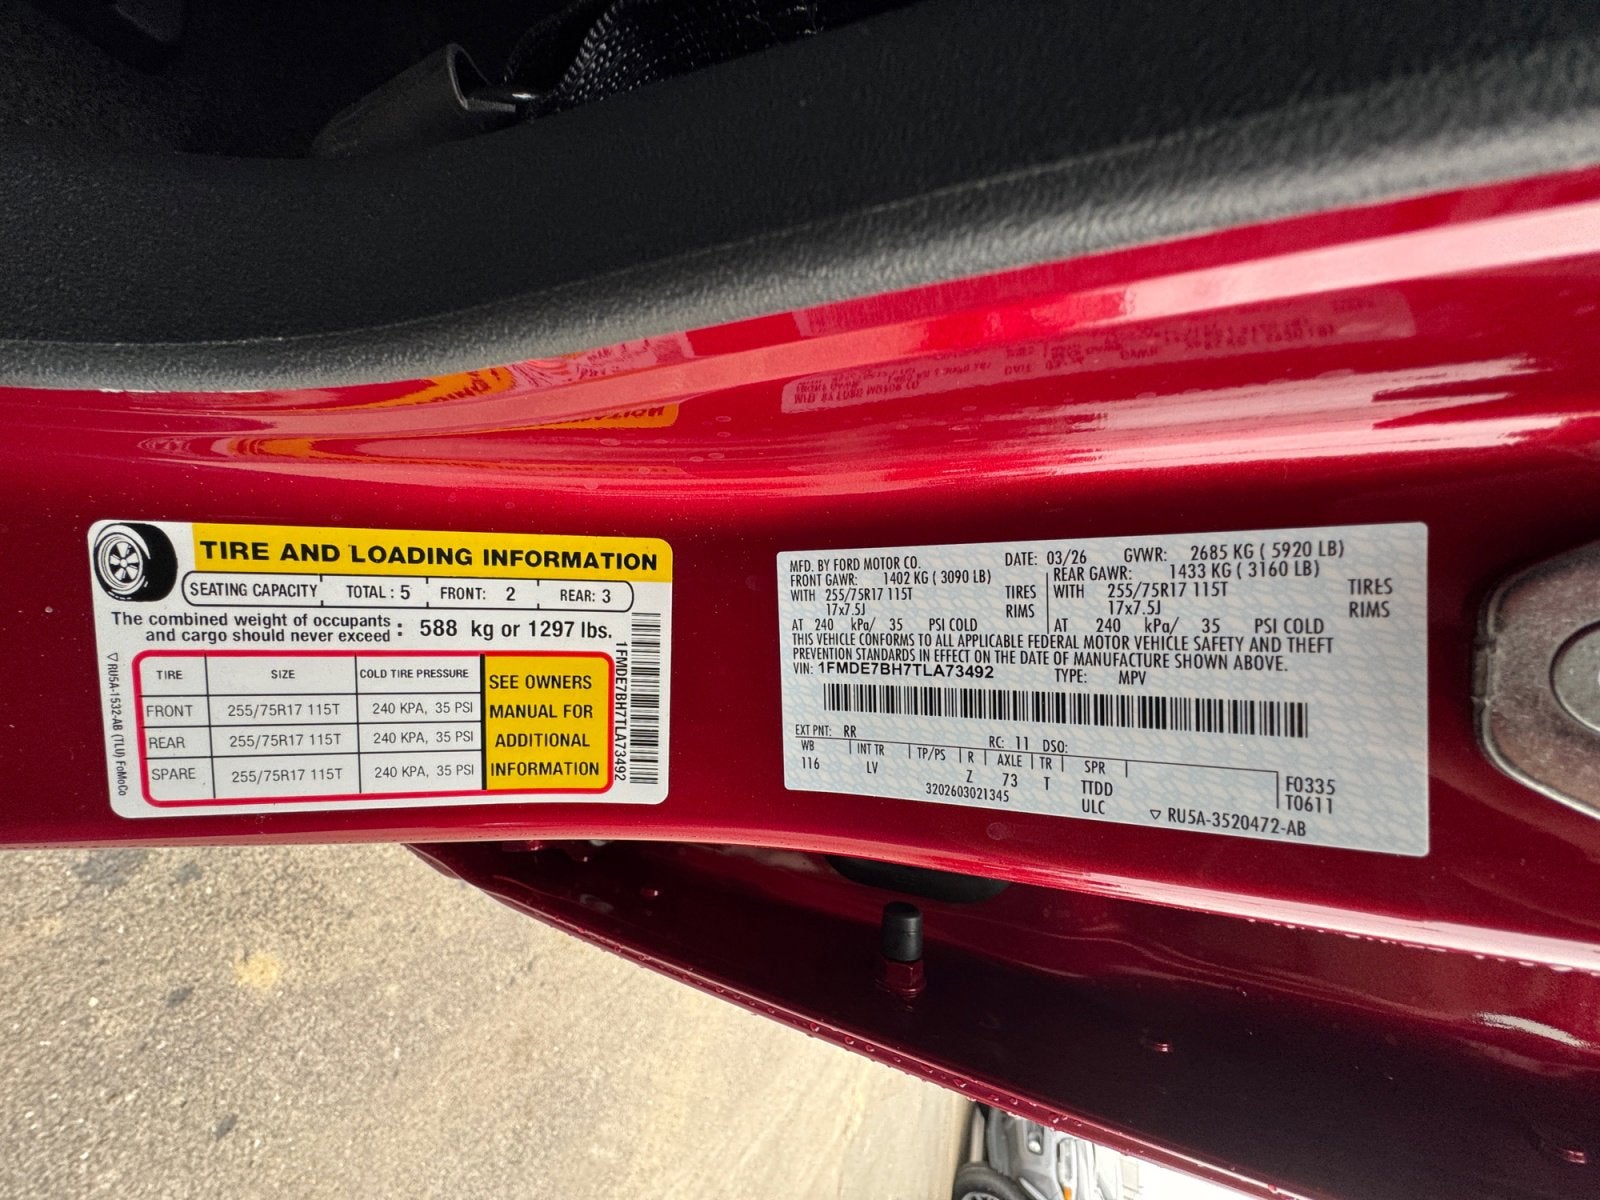 TIRE AND LOADING INFORMATION
SEATING CAPACITY TOTAL : 5 FRONT: 2 REAR: 3
The combined weight of occupants
and cargo should never exceed : 588 kg or 1297 lbs.
TIRE SIZE COLD TIRE PRESSURE
FRONT 255/75R17 115T 240 KPA, 35 PSI
REAR 255/75R17 115T 240 KPA, 35 PSI
SPARE 255/75R17 115T 240 KPA, 35 PSI
SEE OWNERS
MANUAL FOR
ADDITIONAL
INFORMATION
1FMDE7BH7TLA73492
RU5A-1532-AB (TLU) FoMoCo
MFD. BY FORD MOTOR CO. DATE: 03/26 GVWR: 2685 KG ( 5920 LB)
FRONT GAWR: 1402 KG ( 3090 LB) REAR GAWR: 1433 KG ( 3160 LB)
WITH 255/75R17 115T TIRES WITH 255/75R17 115T TIRES
17x7.5J RIMS 17x7.5J RIMS
AT 240 kPa/ 35 PSI COLD AT 240 kPa/ 35 PSI COLD
THIS VEHICLE CONFORMS TO ALL APPLICABLE FEDERAL MOTOR VEHICLE SAFETY AND THEFT
PREVENTION STANDARDS IN EFFECT ON THE DATE OF MANUFACTURE SHOWN ABOVE.
VIN: 1FMDE7BH7TLA73492 TYPE: MPV
EXT PNT: RR RC: 11 DSO:
WB INT TR TP/PS R AXLE TR SPR
116 LV Z 73 T TTDD
3202603021345 ULC
F0335
T0611
RU5A-3520472-AB